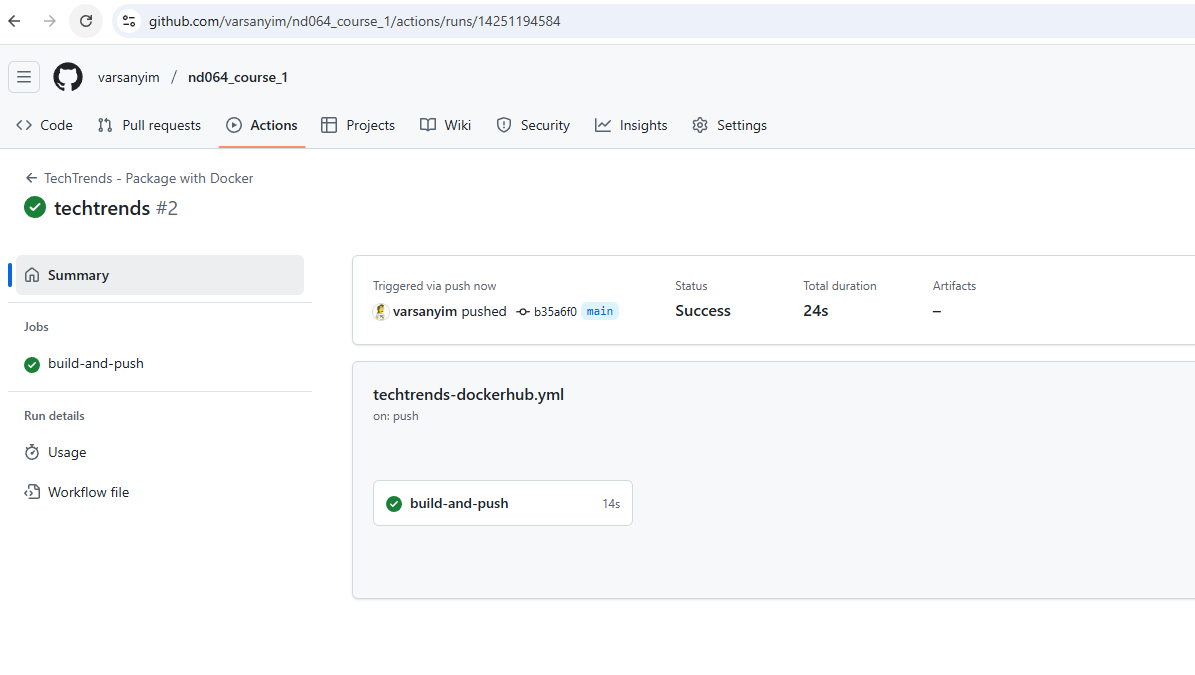 github.com/varsanyim/nd064_course_1/actions/runs/14251194584
varsanyim / nd064_course_1
Code Pull requests Actions Projects Wiki Security Insights Settings
TechTrends - Package with Docker
techtrends #2
Summary
Jobs
build-and-push
Run details
Usage
Workflow file
Triggered via push now Status Total duration Artifacts
varsanyim pushed b35a6f0 main Success 24s –
techtrends-dockerhub.yml
on: push
build-and-push 14s